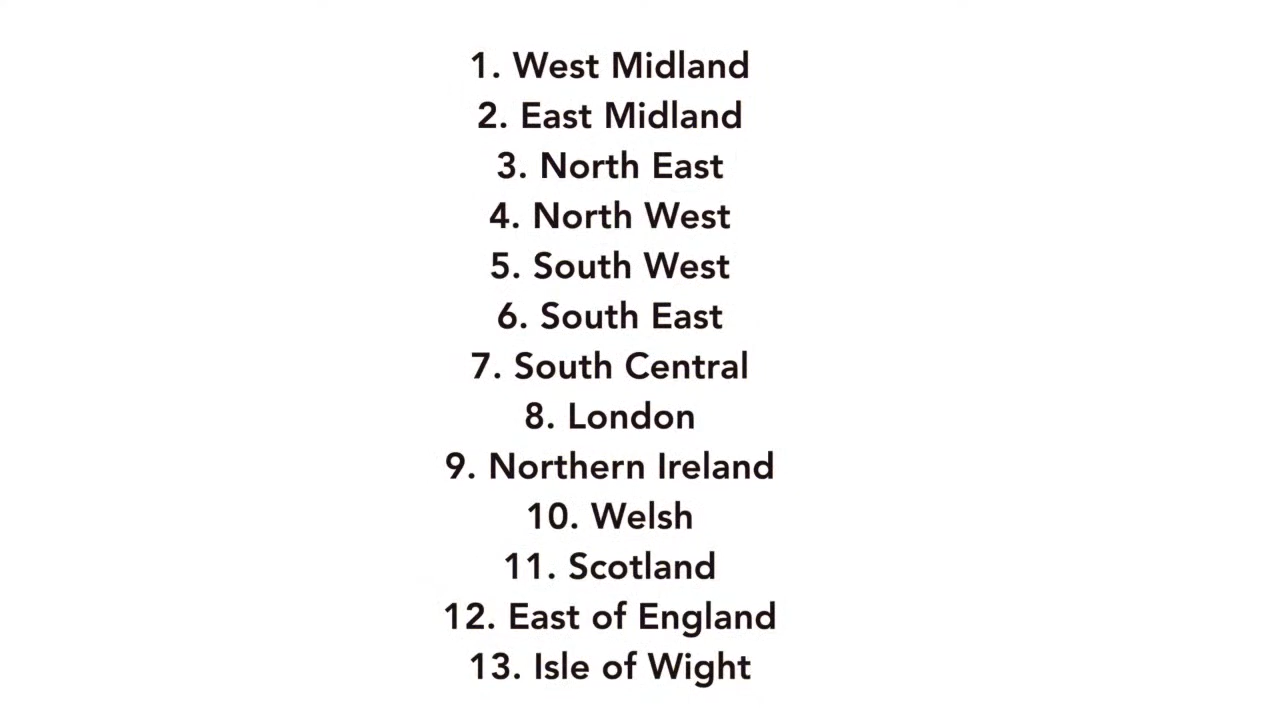 1. West Midland
2. East Midland
3. North East
4. North West
5. South West
6. South East
7. South Central
8. London
9. Northern Ireland
10. Welsh
11. Scotland
12. East of England
13. Isle of Wight